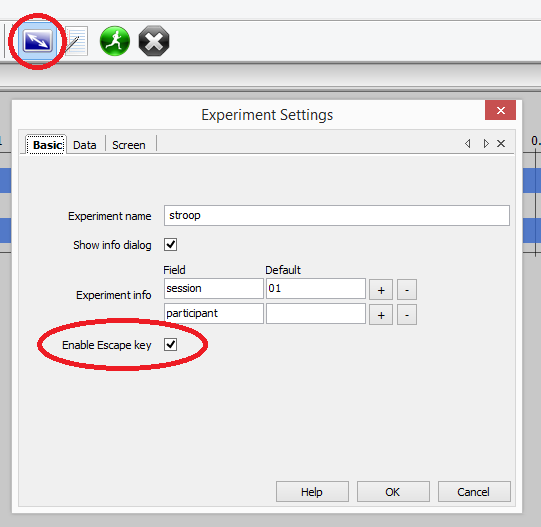 Experiment Settings
Basic Data Screen
0.
Experiment name stroop
Show info dialog
Field Default
Experiment info session 01 + -
participant + -
Enable Escape key
Help OK Cancel